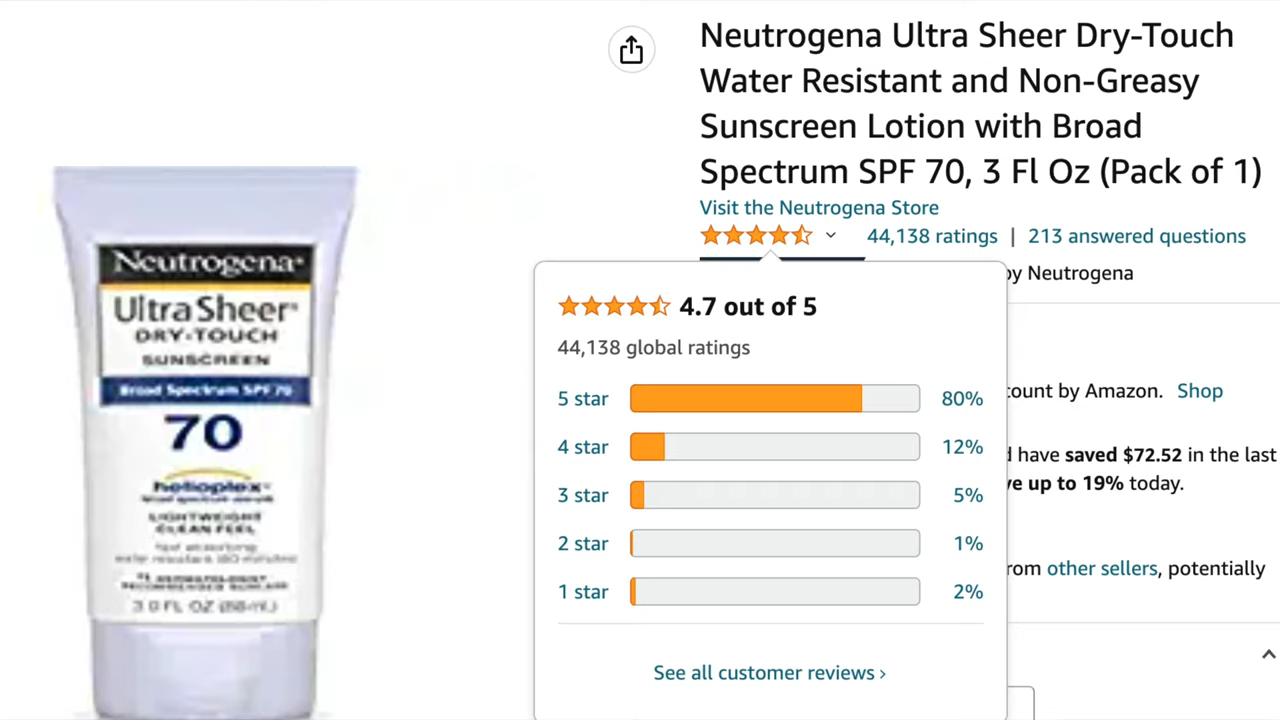 Neutrogena Ultra Sheer Dry-Touch
Water Resistant and Non-Greasy
Sunscreen Lotion with Broad
Spectrum SPF 70, 3 Fl Oz (Pack of 1)
Visit the Neutrogena Store
44,138 ratings | 213 answered questions
by Neutrogena
4.7 out of 5
44,138 global ratings
5 star 80%
4 star 12%
3 star 5%
2 star 1%
1 star 2%
See all customer reviews ›
ount by Amazon. Shop
have saved $72.52 in the last
ve up to 19% today.
rom other sellers, potentially
Neutrogena®
Ultra Sheer®
DRY-TOUCH
SUNSCREEN
Broad Spectrum SPF 70
70
helioplex®
LIGHTWEIGHT
CLEAN FEEL
3.0 FL OZ (88 mL)